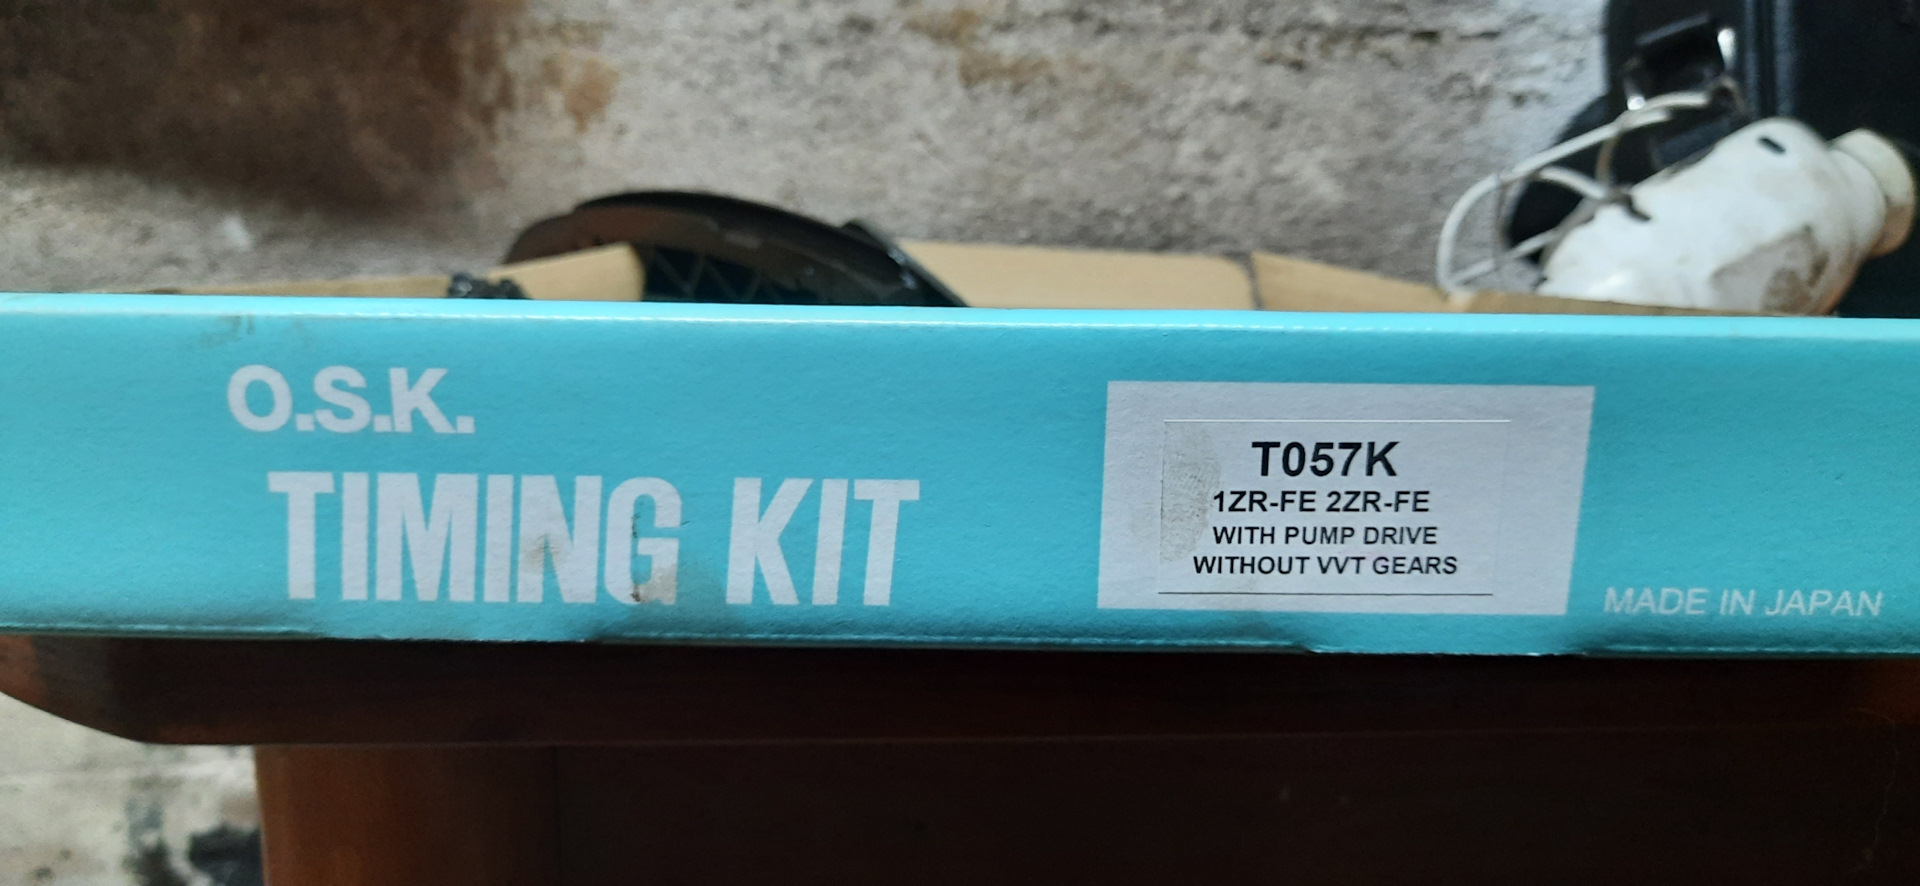 O.S.K.
TIMING KIT
T057K
1ZR-FE 2ZR-FE
WITH PUMP DRIVE
WITHOUT VVT GEARS
MADE IN JAPAN